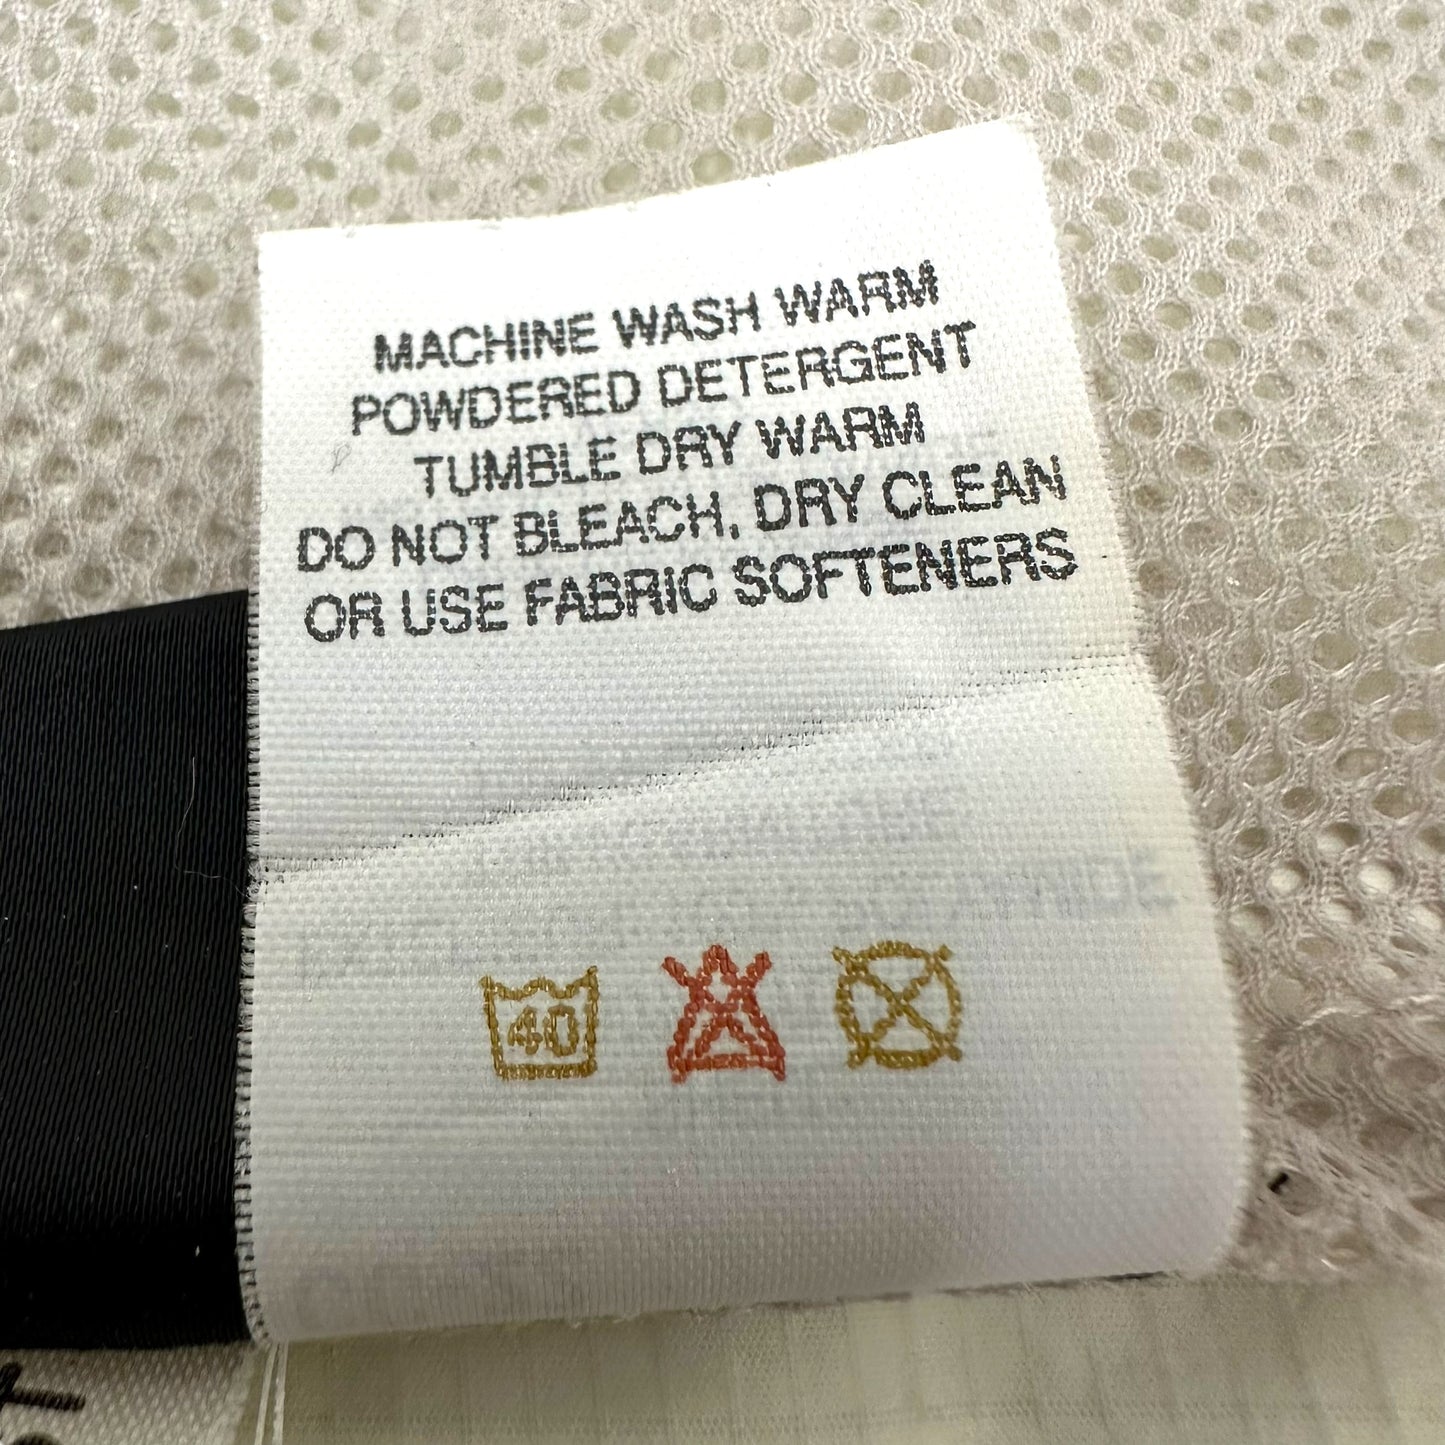 MACHINE WASH WARM
POWDERED DETERGENT
TUMBLE DRY WARM
DO NOT BLEACH, DRY CLEAN
OR USE FABRIC SOFTENERS
40